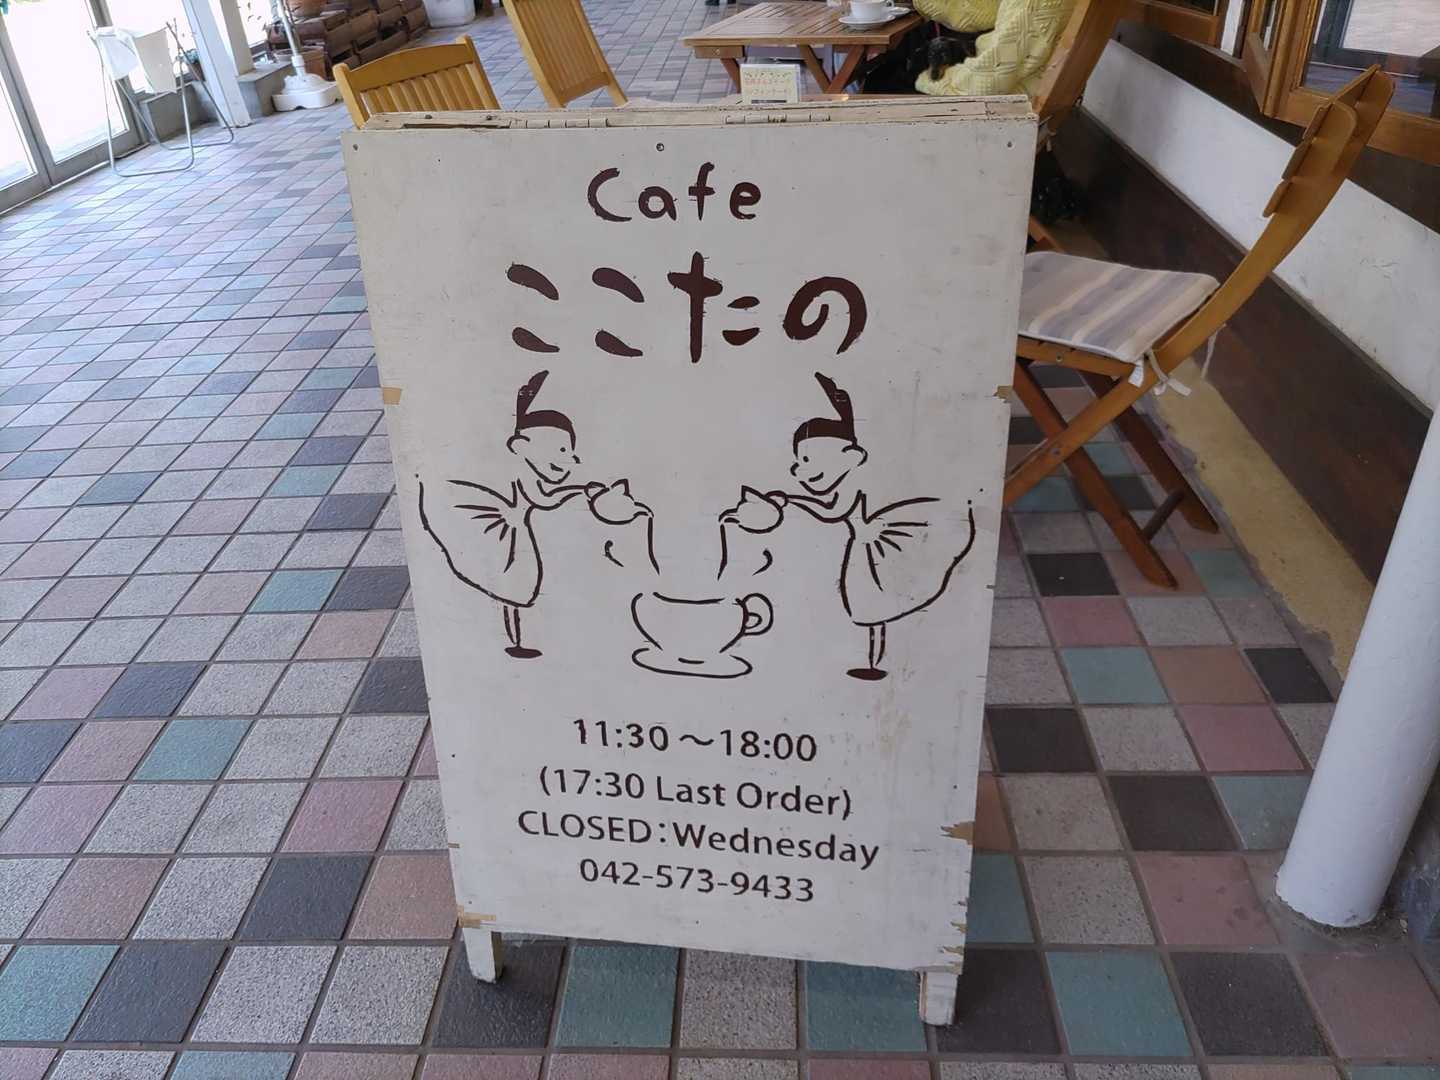 Cafe
ここたの
11:30～18:00
(17:30 Last Order)
CLOSED:Wednesday
042-573-9433